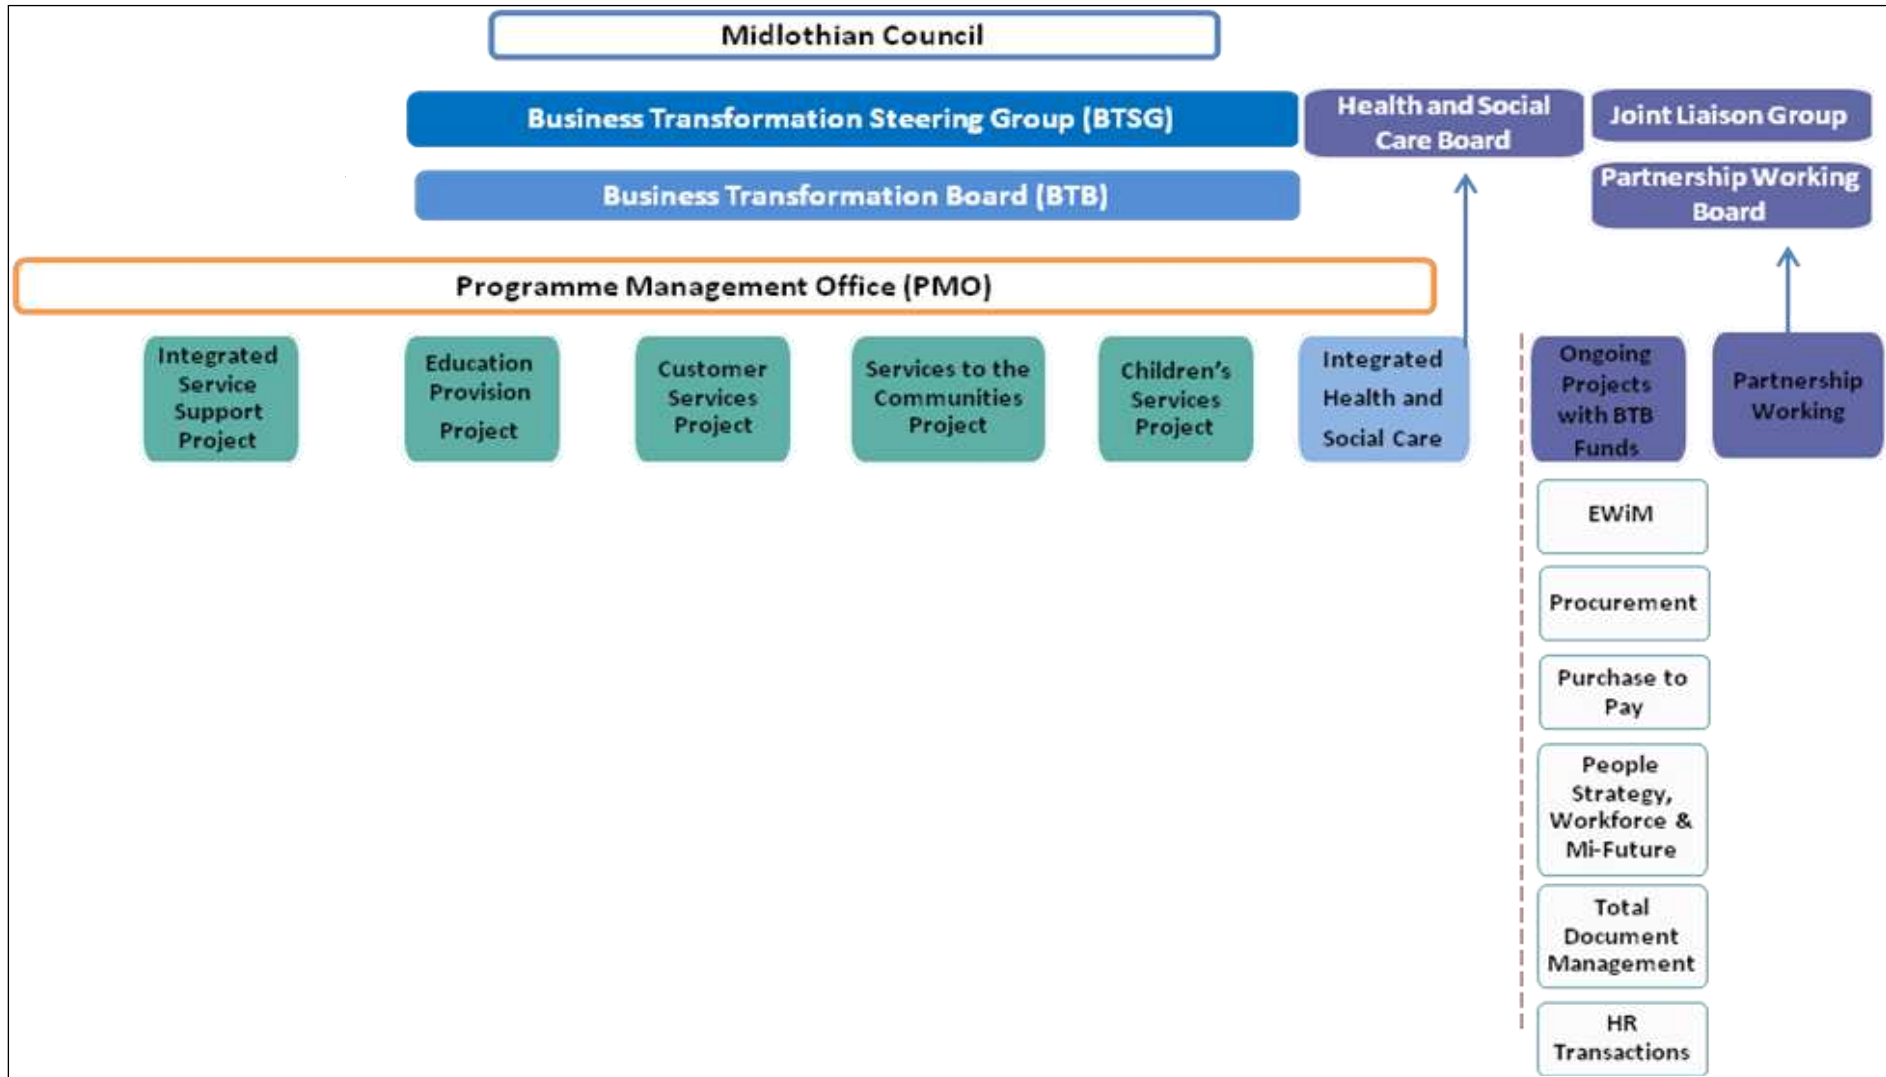 Midlothian Council
Business Transformation Steering Group (BTSG)
Health and Social
Care Board
Joint Liaison Group
Business Transformation Board (BTB)
Partnership Working
Board
Programme Management Office (PMO)
Integrated
Service
Support
Project
Education
Provision
Project
Customer
Services
Project
Services to the
Communities
Project
Children's
Services
Project
Integrated
Health and
Social Care
Ongoing
Projects
with BTB
Funds
Partnership
Working
EWiM
Procurement
Purchase to
Pay
People
Strategy,
Workforce &
Mi-Future
Total
Document
Management
HR
Transactions